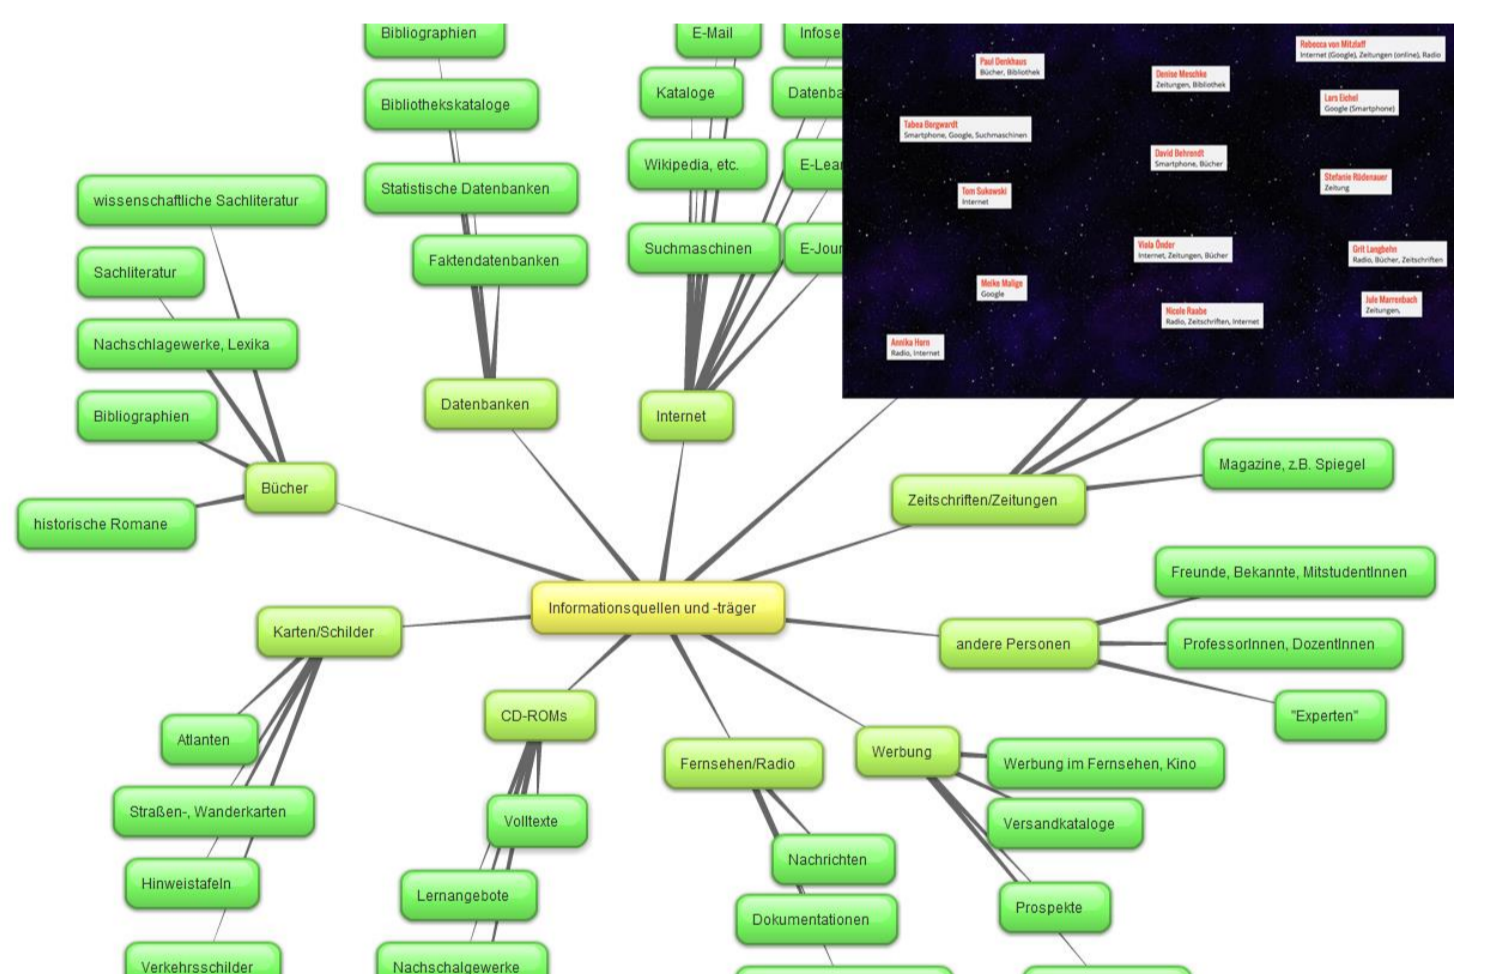 Bibliographien
E-Mail
Infose
Bibliothekskataloge
Kataloge
Datenba
Statistische Datenbanken
Wikipedia, etc.
E-Lear
wissenschaftliche Sachliteratur
Faktendatenbanken
Suchmaschinen
E-Jour
Sachliteratur
Nachschlagewerke, Lexika
Bibliographien
Datenbanken
Internet
Bücher
historische Romane
Rebecca von Mitzlaff
Internet (Google), Zeitungen (online), Radio
Paul Denkhaus
Bücher, Bibliothek
Denise Meschke
Zeitungen, Bibliothek
Lars Eichel
Google (Smartphone)
Tabea Borgwardt
Smartphone, Google, Suchmaschinen
David Behrendt
Smartphone, Bücher
Stefanie Rüdenauer
Zeitung
Tom Sukowski
Internet
Viola Önder
Internet, Zeitungen, Bücher
Grit Langbehn
Radio, Bücher, Zeitschriften
Meike Malige
Google
Jule Marrenbach
Zeitungen,
Nicole Raabe
Radio, Zeitschriften, Internet
Annika Horn
Radio, Internet
Zeitschriften/Zeitungen
Magazine, z.B. Spiegel
Informationsquellen und -träger
Freunde, Bekannte, MitstudentInnen
andere Personen
ProfessorInnen, DozentInnen
"Experten"
Karten/Schilder
Atlanten
Straßen-, Wanderkarten
Hinweistafeln
Verkehrsschilder
CD-ROMs
Volltexte
Lernangebote
Nachschalgewerke
Fernsehen/Radio
Nachrichten
Dokumentationen
Werbung
Werbung im Fernsehen, Kino
Versandkataloge
Prospekte